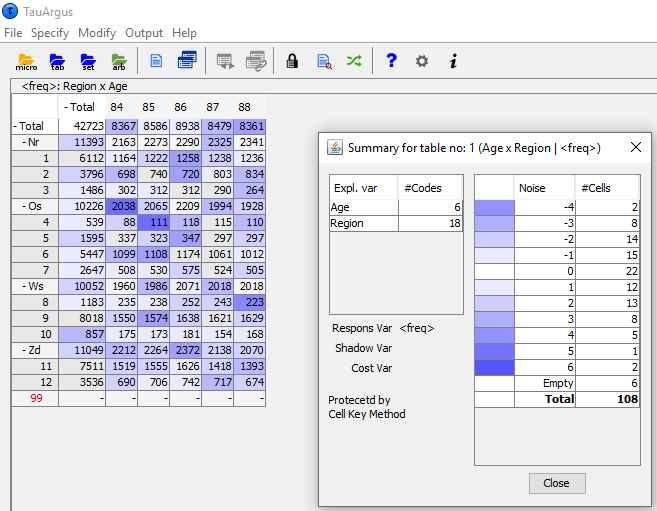 TauArgus
File Specify Modify Output Help
micro tab set arb
<freq>: Region x Age
- Total 84 85 86 87 88
- Total 42723 8367 8586 8938 8479 8361
- Nr 11393 2163 2273 2290 2325 2341
1 6112 1164 1222 1258 1238 1236
2 3796 698 740 720 803 834
3 1486 302 312 312 290 264
- Os 10226 2038 2065 2209 1994 1928
4 539 88 111 118 115 110
5 1595 337 323 347 297 297
6 5447 1099 1108 1174 1061 1012
7 2647 508 530 575 524 505
- Ws 10052 1960 1986 2071 2018 2018
8 1183 235 238 252 243 223
9 8018 1550 1574 1638 1621 1629
10 857 175 173 181 154 168
- Zd 11049 2212 2264 2372 2138 2070
11 7511 1519 1555 1626 1418 1393
12 3536 690 706 742 717 674
99 - - - - - -
Summary for table no: 1 (Age x Region | <freq>)
Expl. var #Codes
Age 6
Region 18
Respons Var <freq>
Shadow Var
Cost Var
Protecetd by
Cell Key Method
Noise #Cells
-4 2
-3 8
-2 14
-1 15
0 22
1 12
2 13
3 8
4 5
5 1
6 2
Empty 6
Total 108
Close